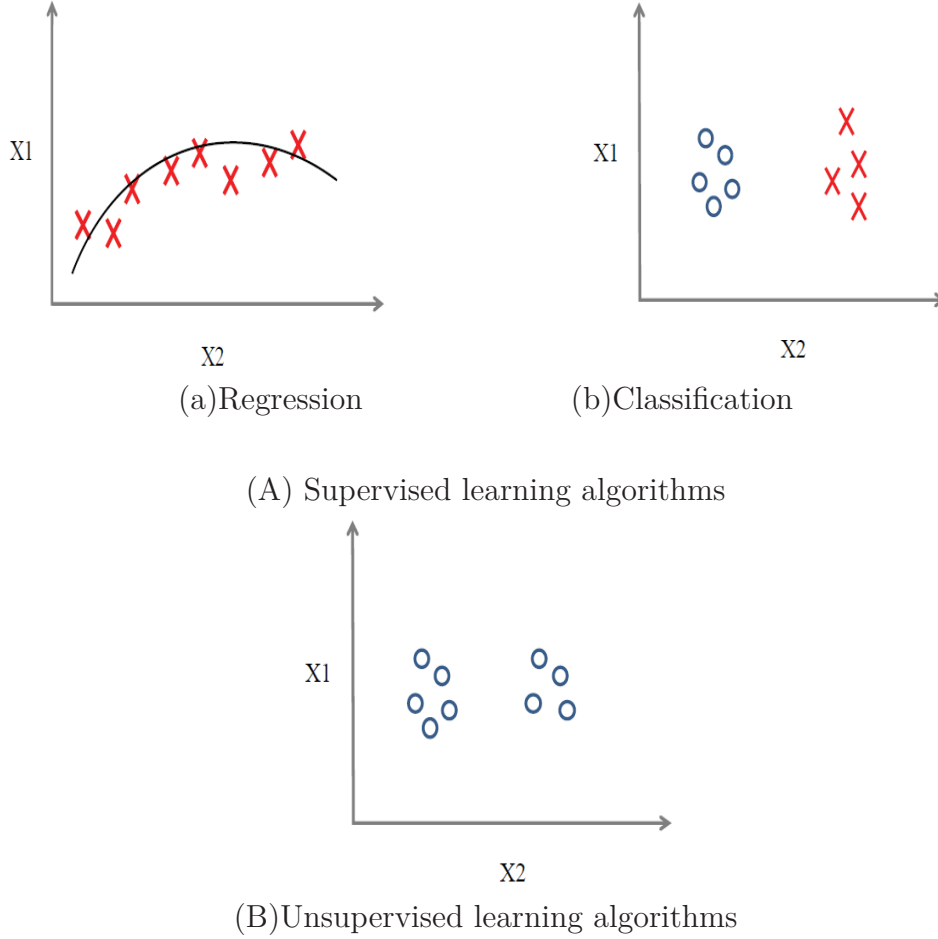 X1
X2
(a)Regression
X1
X2
(b)Classification
(A) Supervised learning algorithms
X1
X2
(B)Unsupervised learning algorithms